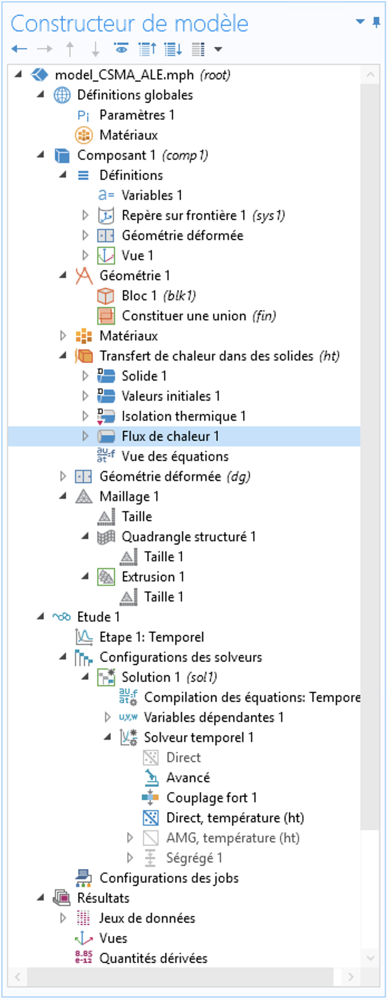 Constructeur de modèle
model_CSMA_ALE.mph (root)
Définitions globales
Pi Paramètres 1
Matériaux
Composant 1 (comp1)
Définitions
a= Variables 1
Repère sur frontière 1 (sys1)
Géométrie déformée
Vue 1
Géométrie 1
Bloc 1 (blk1)
Constituer une union (fin)
Matériaux
Transfert de chaleur dans des solides (ht)
D Solide 1
D Valeurs initiales 1
D Isolation thermique 1
Flux de chaleur 1
Vue des équations
Géométrie déformée (dg)
Maillage 1
Taille
Quadrangle structuré 1
Taille 1
Extrusion 1
Taille 1
Etude 1
Etape 1: Temporel
Configurations des solveurs
Solution 1 (sol1)
Compilation des équations: Tempore
u,v,w Variables dépendantes 1
Solveur temporel 1
Direct
Avancé
Couplage fort 1
Direct, température (ht)
AMG, température (ht)
Ségrégé 1
Configurations des jobs
Résultats
Jeux de données
Vues
8.85 e-12 Quantités dérivées